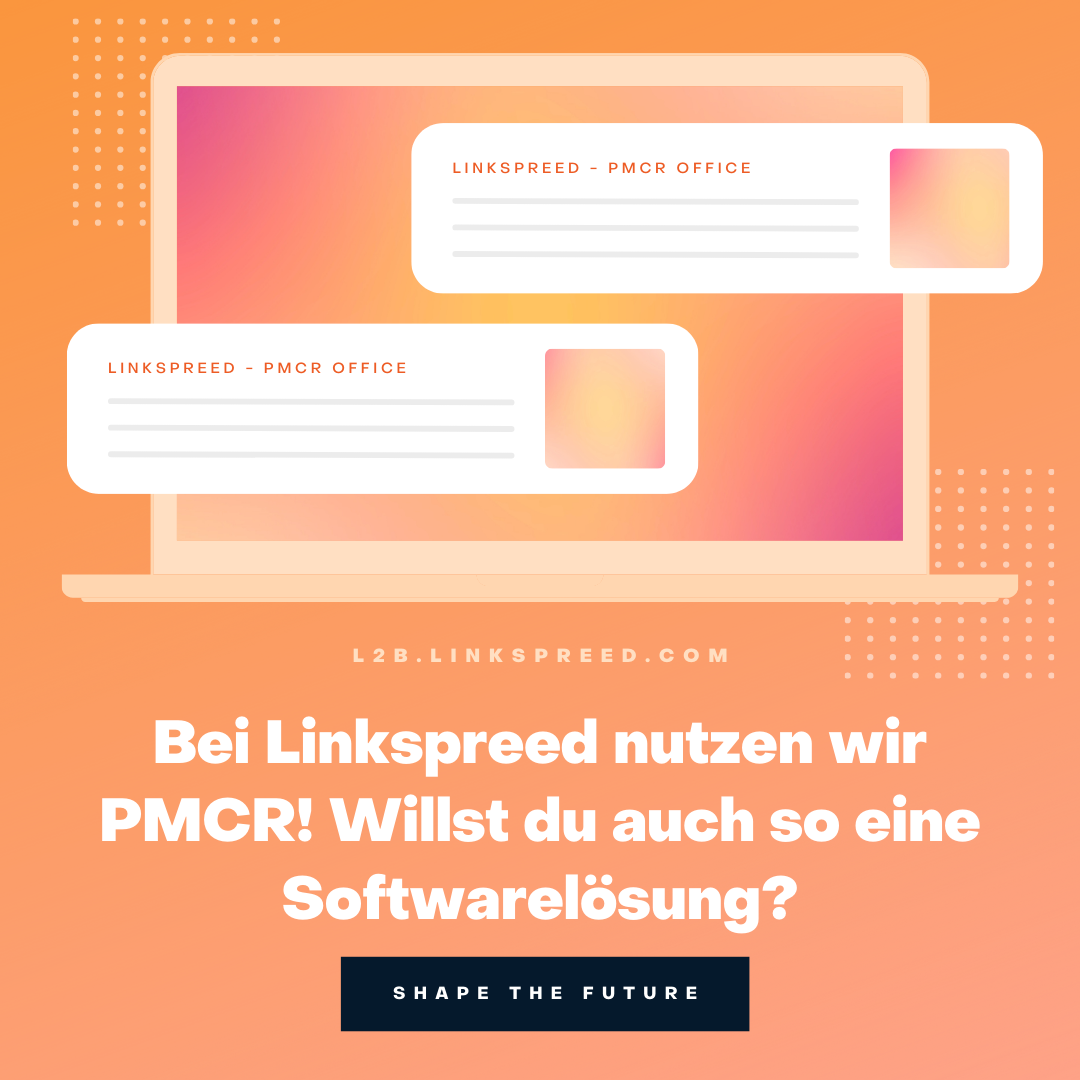 LINKSPREED - PMCR OFFICE
LINKSPREED - PMCR OFFICE
L2B.LINKSPREED.COM
Bei Linkspreed nutzen wir
PMCR! Willst du auch so eine
Softwarelösung?
SHAPE THE FUTURE